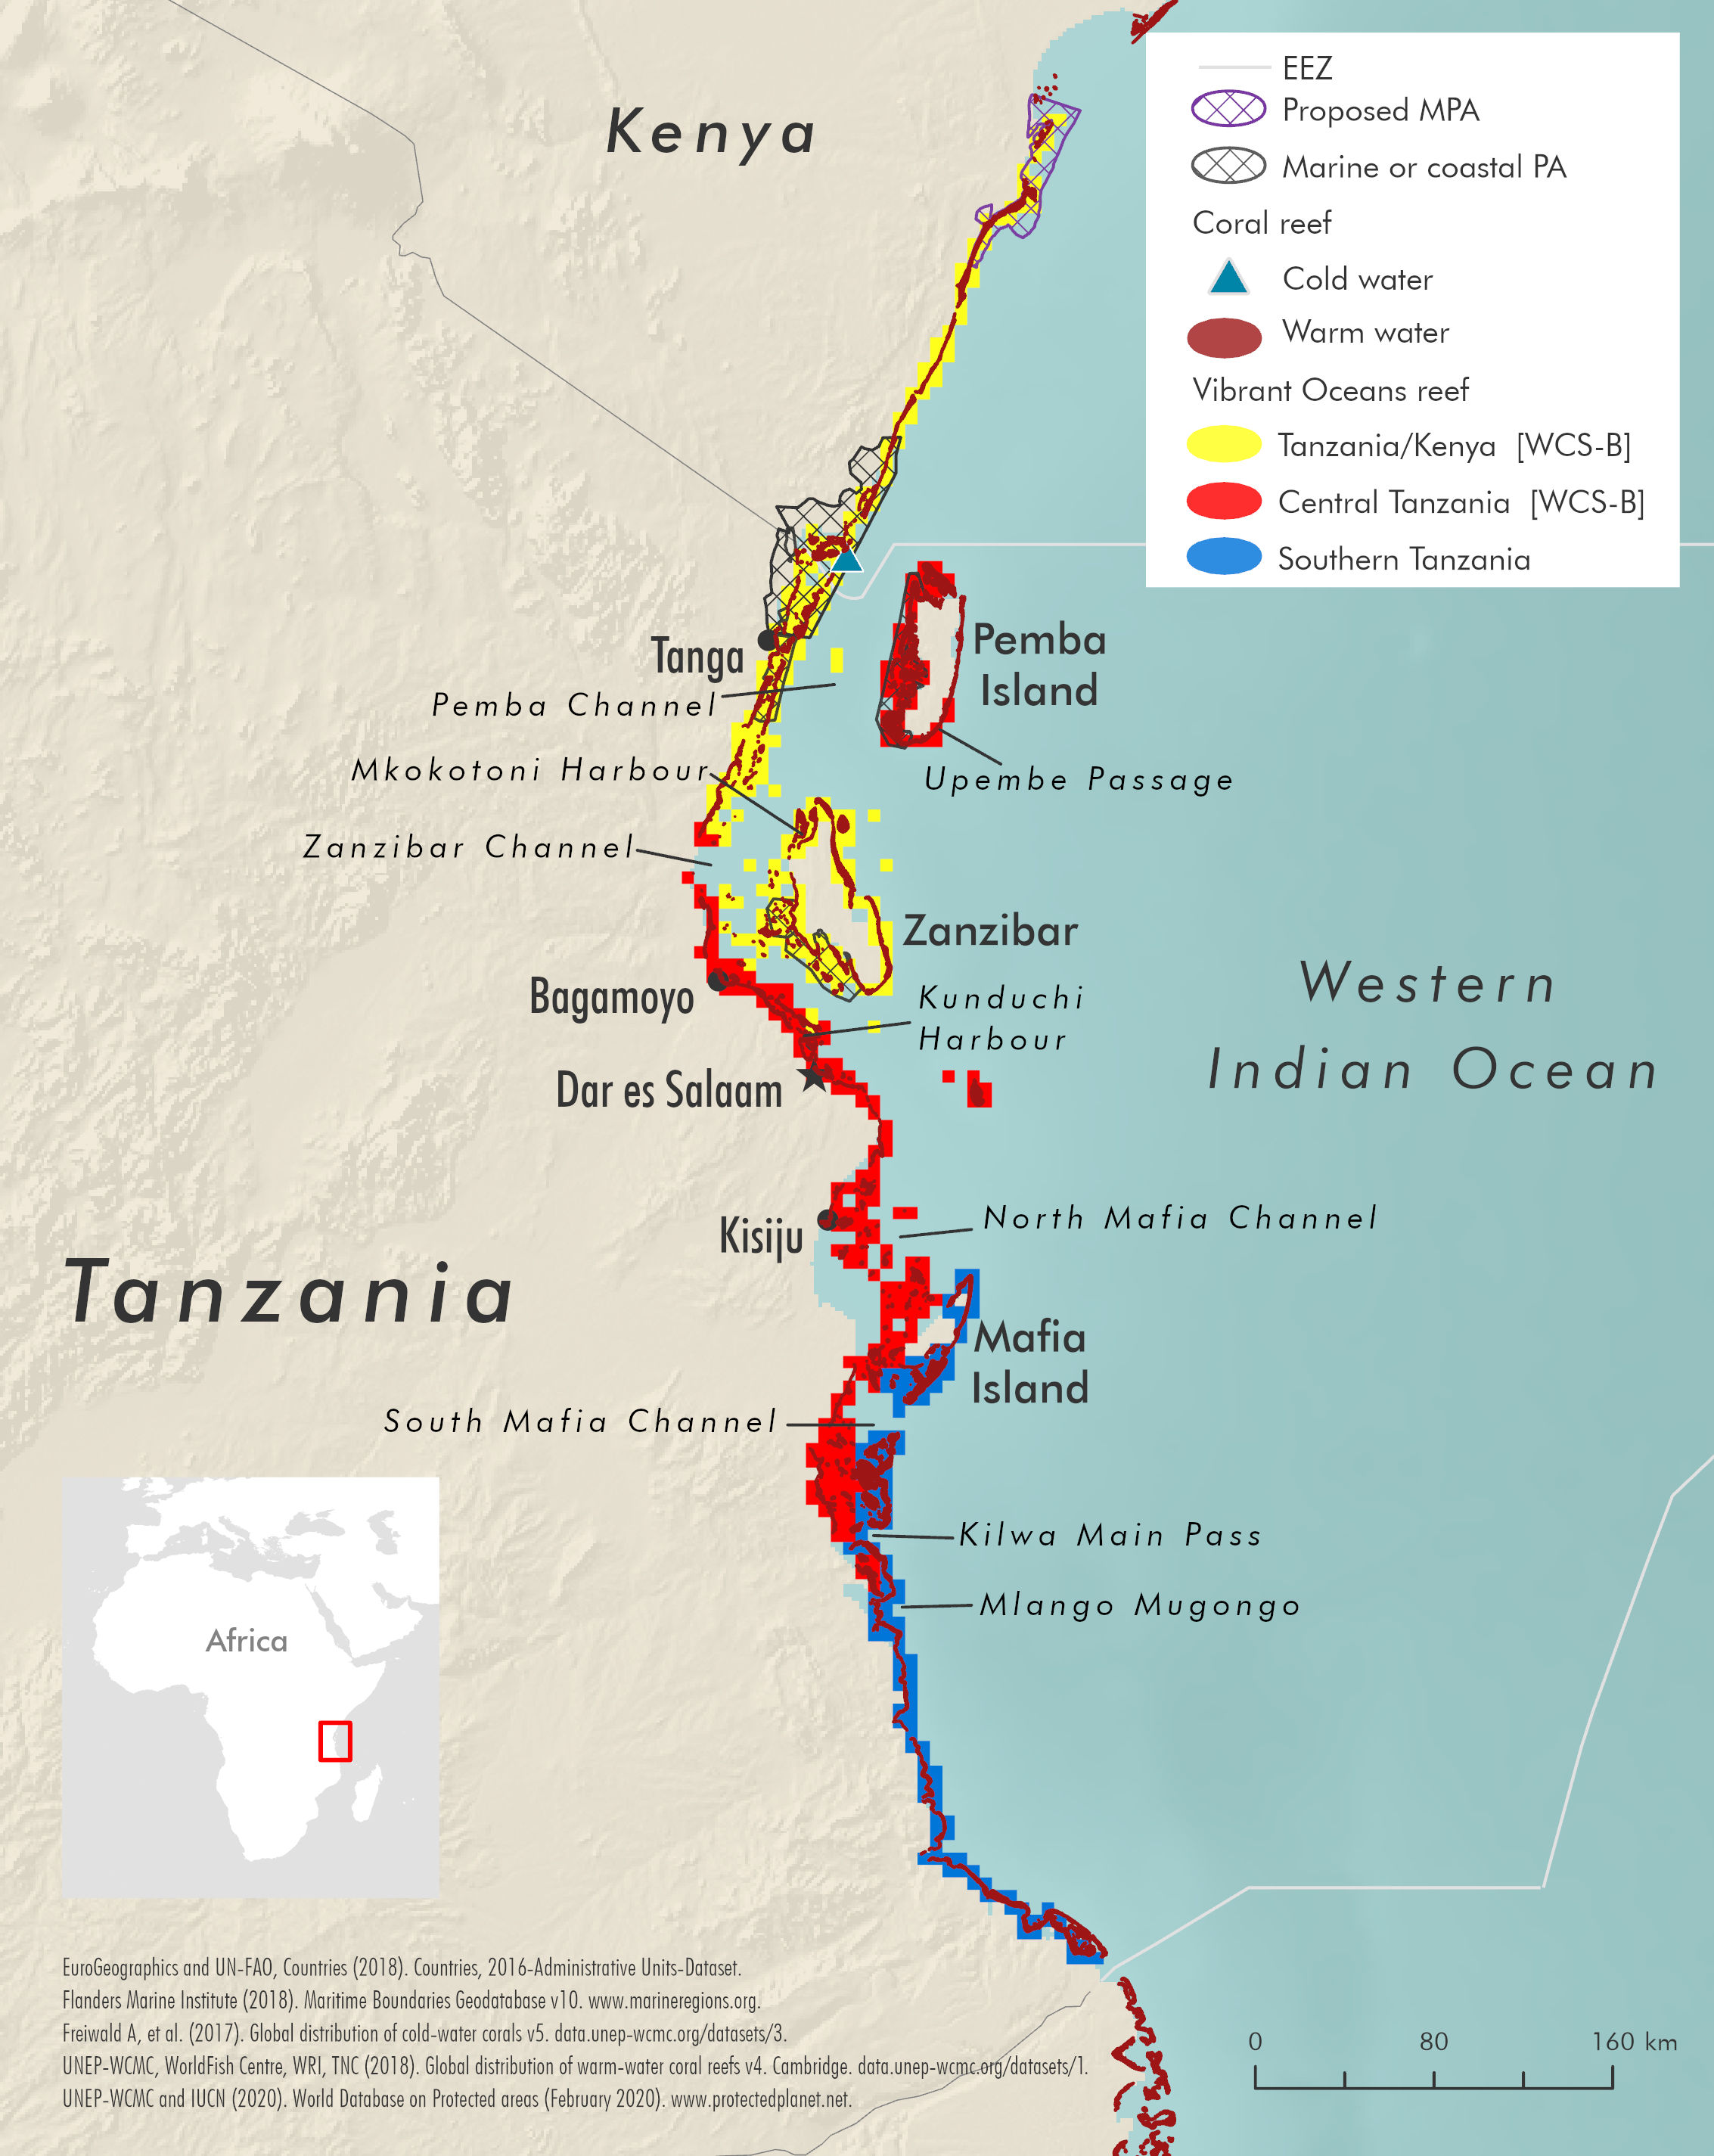 EEZ
Proposed MPA
Marine or coastal PA
Coral reef
Cold water
Warm water
Vibrant Oceans reef
Tanzania/Kenya [WCS-B]
Central Tanzania [WCS-B]
Southern Tanzania
Kenya
Tanga
Pemba
Island
Pemba Channel
Mkokotoni Harbour
Upembe Passage
Zanzibar Channel
Zanzibar
Bagamoyo
Kunduchi
Harbour
Western
Indian Ocean
Dar es Salaam
North Mafia Channel
Kisiju
Tanzania
Mafia
Island
South Mafia Channel
Kilwa Main Pass
Mlango Mugongo
Africa
EuroGeographics and UN-FAO, Countries (2018). Countries, 2016-Administrative Units-Dataset.
Flanders Marine Institute (2018). Maritime Boundaries Geodatabase v10. www.marineregions.org.
Freiwald A, et al. (2017). Global distribution of cold-water corals v5. data.unep-wcmc.org/datasets/3.
UNEP-WCMC, WorldFish Centre, WRI, TNC (2018). Global distribution of warm-water coral reefs v4. Cambridge. data.unep-wcmc.org/datasets/1.
UNEP-WCMC and IUCN (2020). World Database on Protected areas (February 2020). www.protectedplanet.net.
0 80 160 km